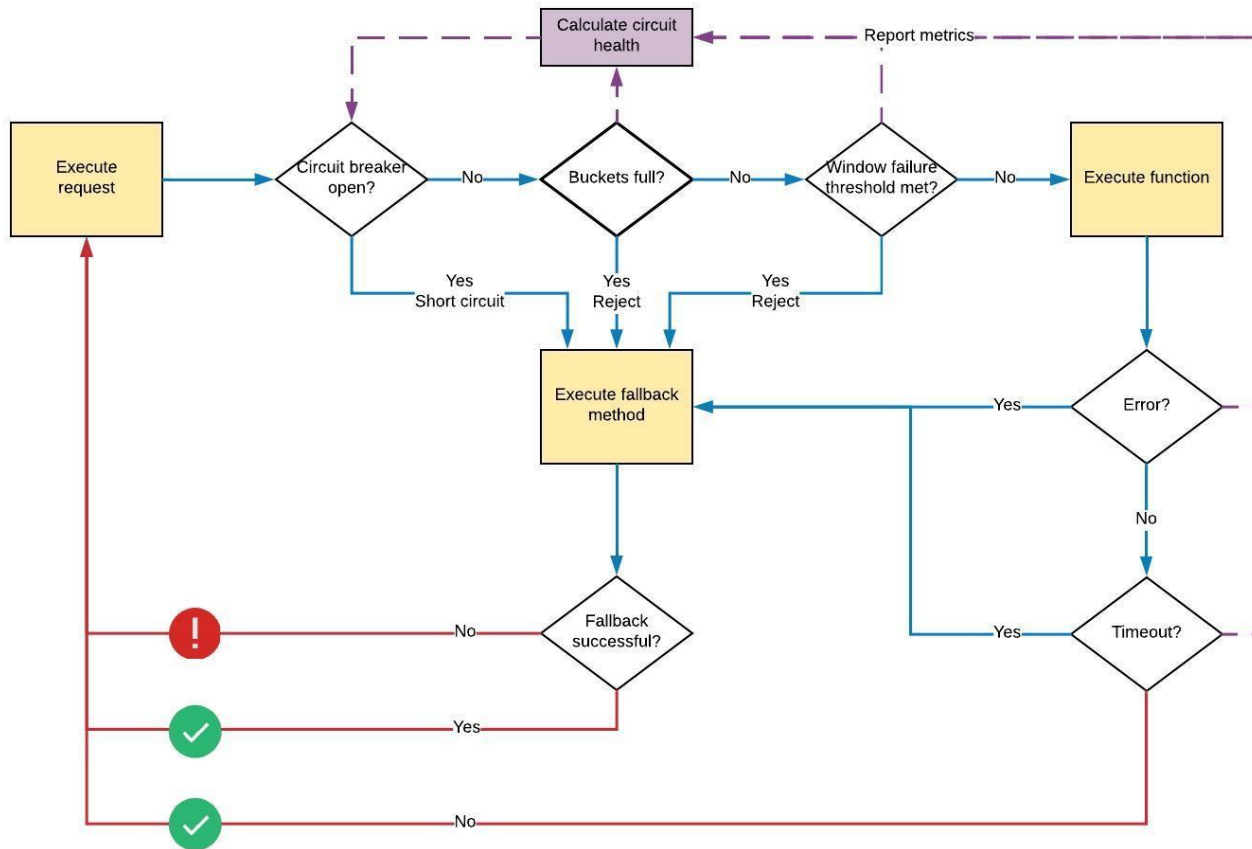 Calculate circuit
health
Report metrics
Execute
request
Circuit breaker
open?
No
Buckets full?
No
Window failure
threshold met?
No
Execute function
Yes
Short circuit
Yes
Reject
Yes
Reject
Execute fallback
method
Yes
Error?
No
Fallback
successful?
No
Yes
Timeout?
Yes
No